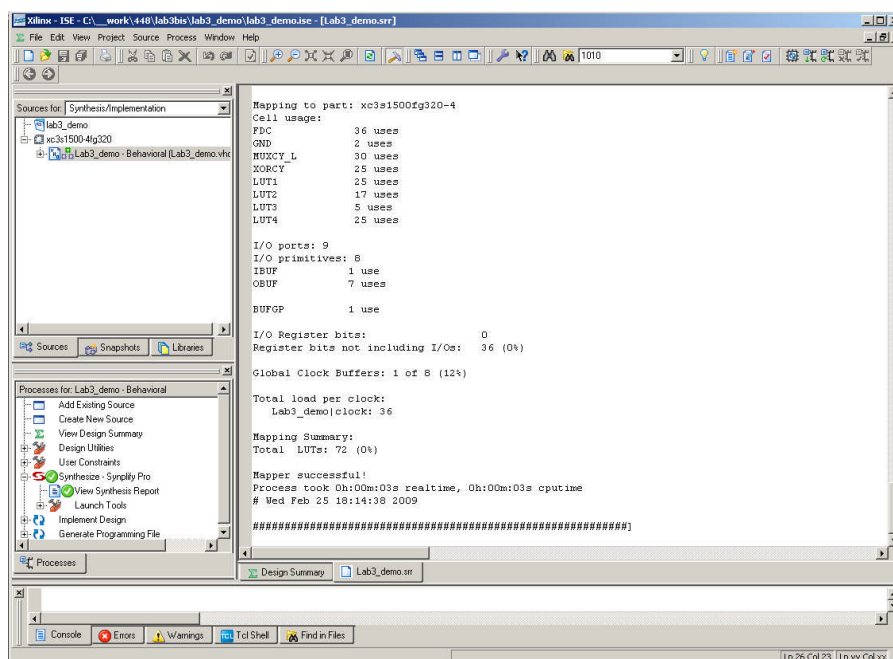 Xilinx - ISE - C:\__work\448\lab3bis\lab3_demo\lab3_demo.ise - [Lab3_demo.srr]
File Edit View Project Source Process Window Help
1010
Sources for: Synthesis/Implementation
lab3_demo
xc3s1500-4fg320
Lab3_demo - Behavioral (Lab3_demo.vhd
Sources Snapshots Libraries
Processes for: Lab3_demo - Behavioral
Add Existing Source
Create New Source
View Design Summary
Design Utilities
User Constraints
Synthesize - Synplify Pro
View Synthesis Report
Launch Tools
Implement Design
Generate Programming File
Processes
Mapping to part: xc3s1500fg320-4
Cell usage:
FDC 36 uses
GND 2 uses
MUXCY_L 30 uses
XORCY 25 uses
LUT1 25 uses
LUT2 17 uses
LUT3 5 uses
LUT4 25 uses
I/O ports: 9
I/O primitives: 8
IBUF 1 use
OBUF 7 uses
BUFGP 1 use
I/O Register bits: 0
Register bits not including I/Os: 36 (0%)
Global Clock Buffers: 1 of 8 (12%)
Total load per clock:
Lab3_demo|clock: 36
Mapping Summary:
Total LUTs: 72 (0%)
Mapper successful!
Process took 0h:00m:03s realtime, 0h:00m:03s cputime
# Wed Feb 25 18:14:38 2009
###########################################################]
Design Summary Lab3_demo.srr
Console Errors Warnings TCL Tcl Shell Find in Files
Ln 26 Col 23 Ln yy Col xx